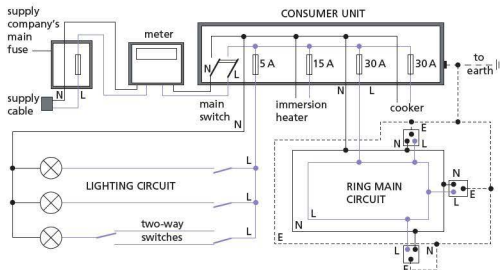 supply
company's
main
fuse
meter
CONSUMER UNIT
N
L
N
L
5 A
15 A
30 A
30 A
to
earth
supply
cable
main
switch
N
immersion
heater
N
L
cooker
E
N
L
L
LIGHTING CIRCUIT
L
two-way
switches
L
RING MAIN
CIRCUIT
L
N
E
N
L
E
L
N
E